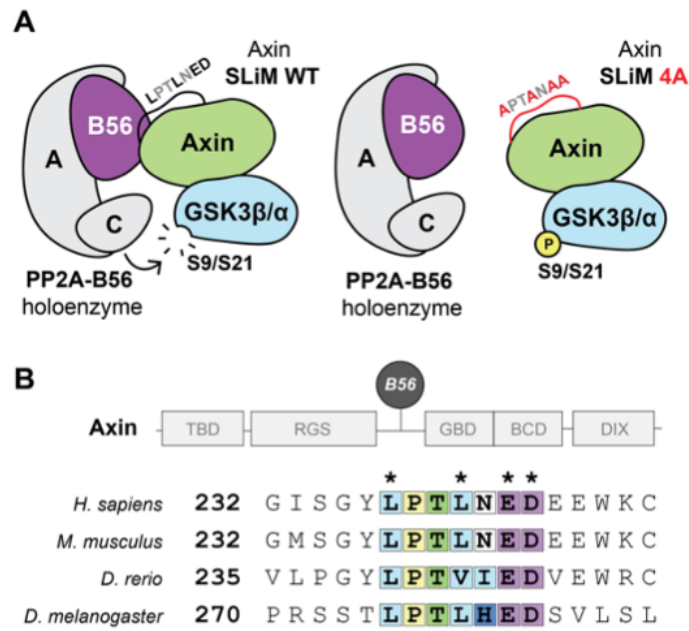 A
Axin
SLiM WT
LPTLNED
B56
A
Axin
C
GSK3β/α
S9/S21
PP2A-B56
holoenzyme
Axin
SLiM 4A
APTANAA
B56
A
Axin
C
GSK3β/α
P
S9/S21
PP2A-B56
holoenzyme
B
B56
Axin TBD RGS GBD BCD DIX
* * * *
H. sapiens 232 G I S G Y L P T L N E D E E W K C
M. musculus 232 G M S G Y L P T L N E D E E W K C
D. rerio 235 V L P G Y L P T V I E D V E W R C
D. melanogaster 270 P R S S T L P T L H E D S V L S L